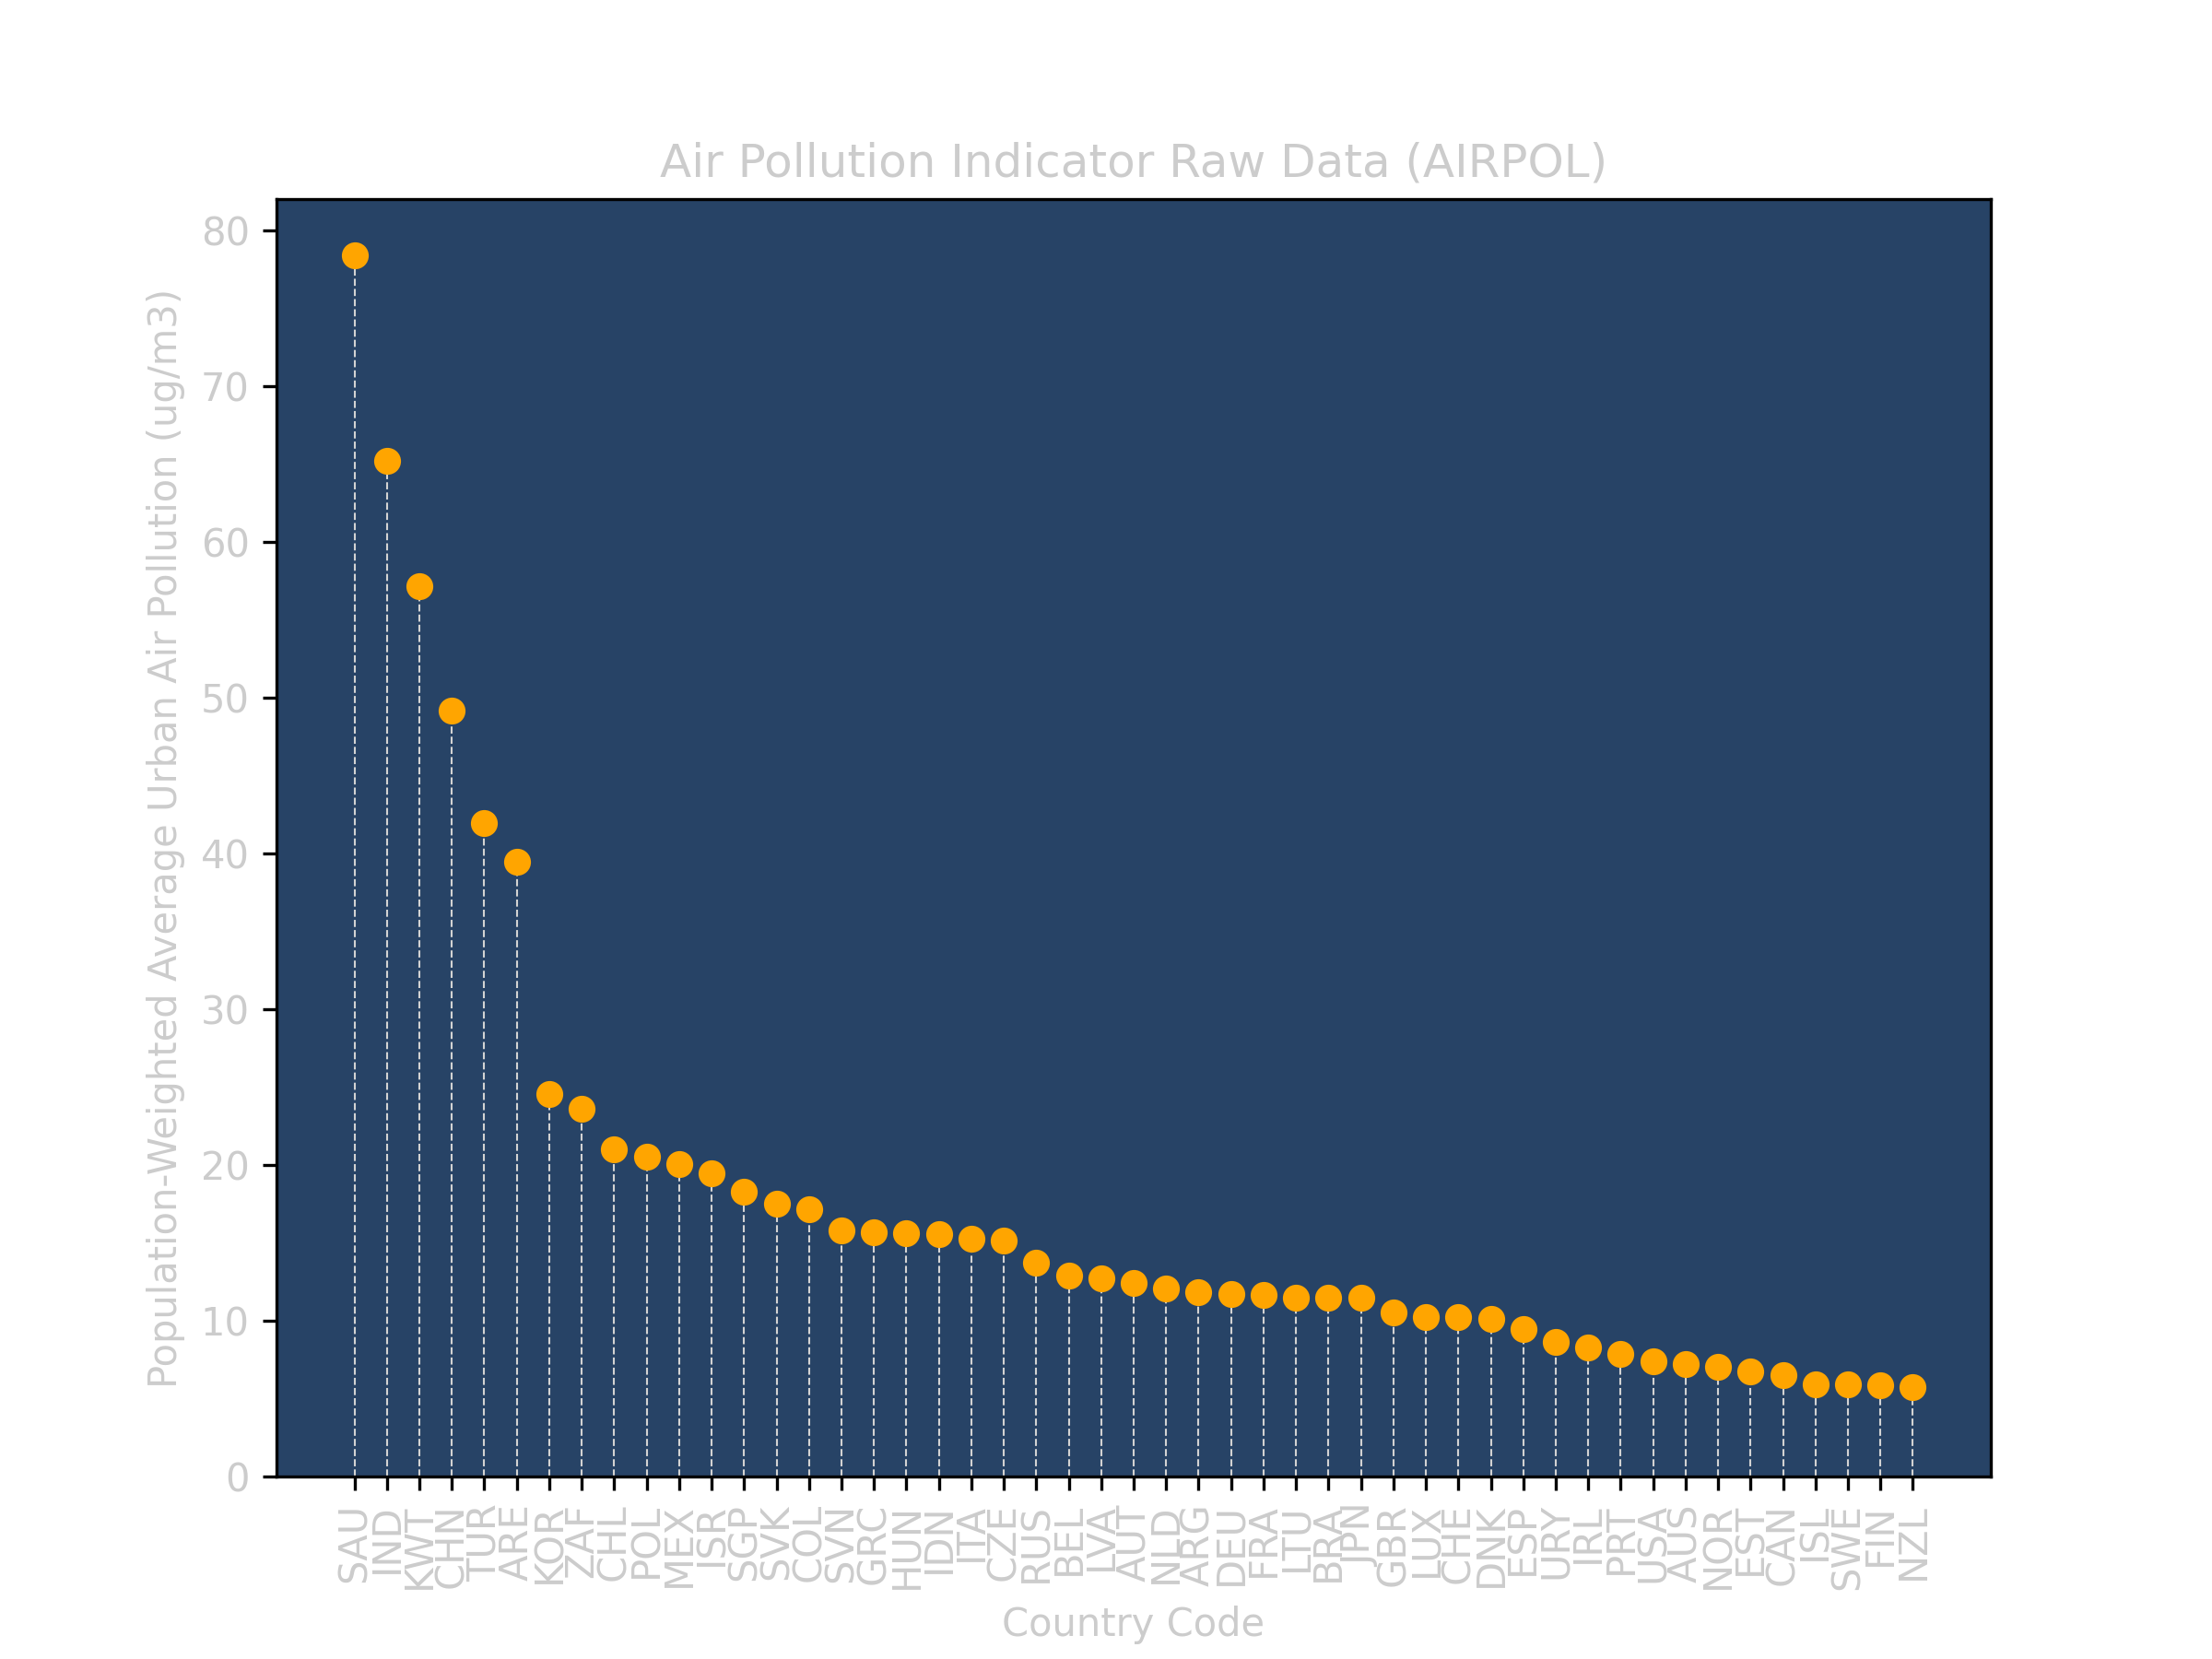 Air Pollution Indicator Raw Data (AIRPOL)
Population-Weighted Average Urban Air Pollution (ug/m3)
80
70
60
50
40
30
20
10
0
SAU
IND
KWT
CHN
TUR
ARE
KOR
ZAF
CHL
POL
MEX
ISR
SGP
SVK
COL
SVN
GRC
HUN
IDN
ITA
CZE
RUS
BEL
LVA
AUT
NLD
ARG
DEU
FRA
LTU
BRA
JPN
GBR
LUX
CHE
DNK
ESP
URY
IRL
PRT
USA
AUS
NOR
EST
CAN
ISL
SWE
FIN
NZL
Country Code